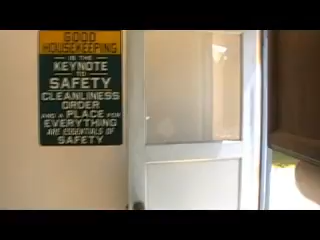 GOOD
HOUSEKEEPING
IS THE
KEYNOTE
TO
SAFETY
CLEANLINESS
ORDER
AND A PLACE
FOR
EVERYTHING
ARE ESSENTIALS OF
SAFETY